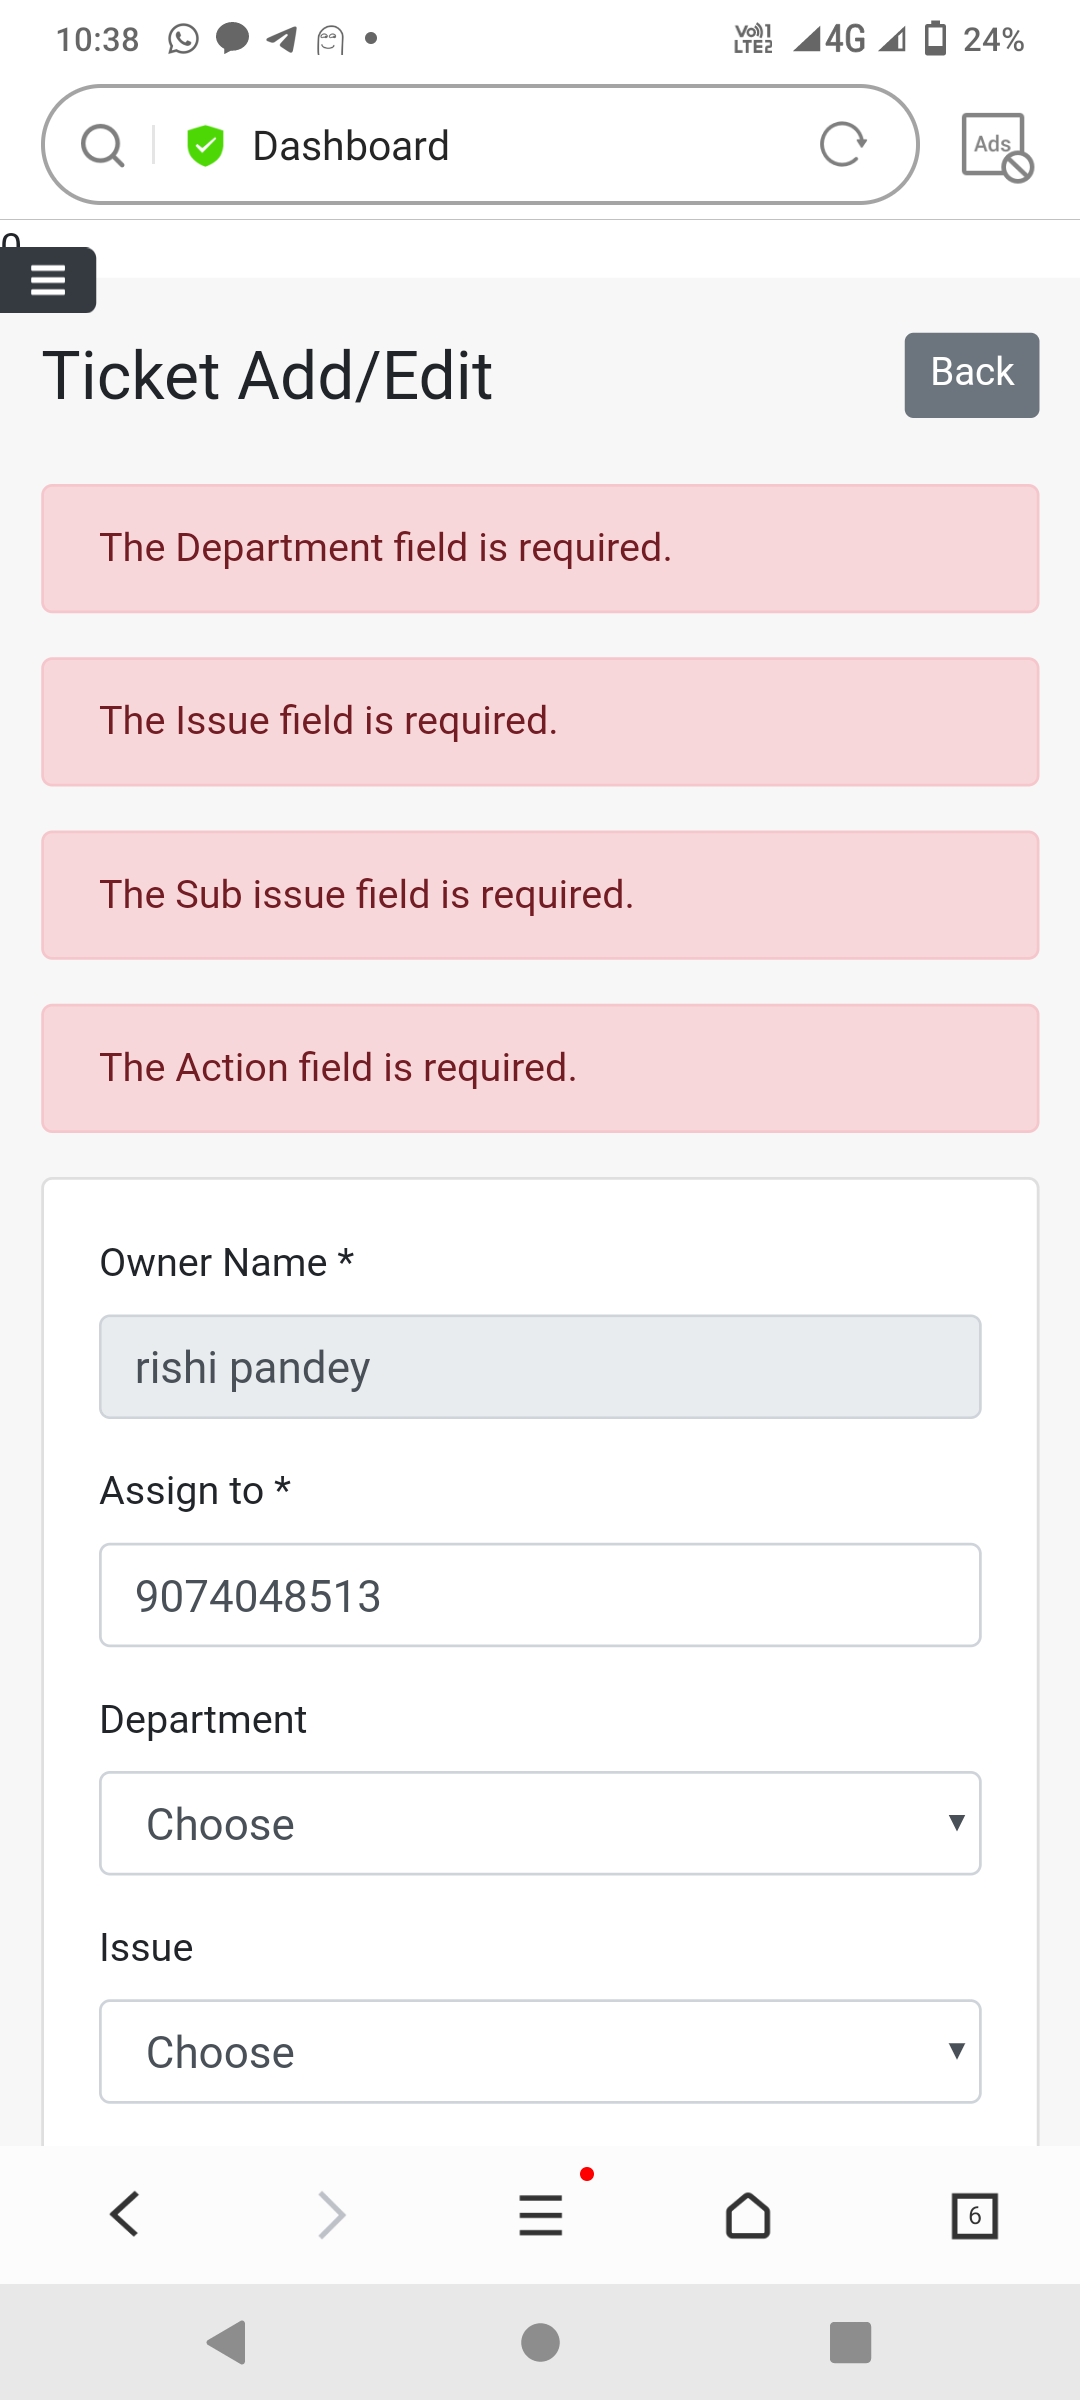 10:38
Vo)) 1
LTE2
4G
24%
Dashboard
Ads
0
Ticket Add/Edit
Back
The Department field is required.
The Issue field is required.
The Sub issue field is required.
The Action field is required.
Owner Name *
rishi pandey
Assign to *
9074048513
Department
Choose
Issue
Choose
6